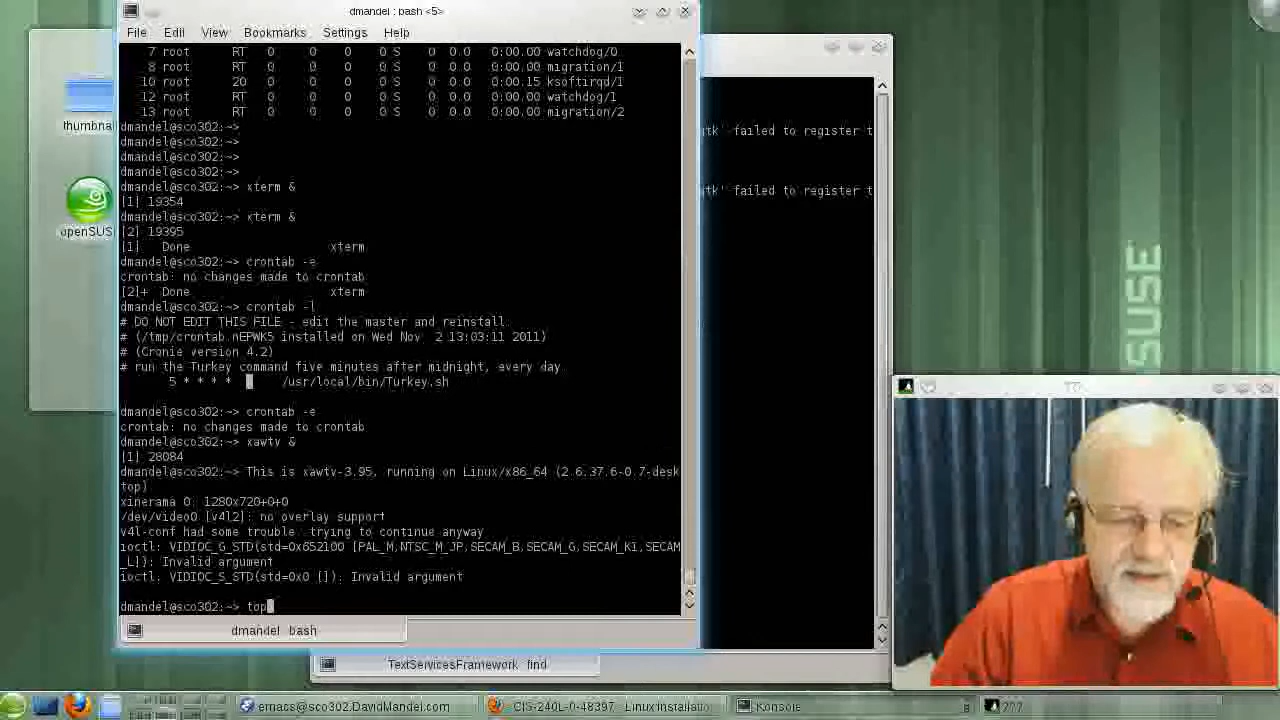 dmandel : bash <5>
File Edit View Bookmarks Settings Help
7 root RT 0 0 0 0 S 0 0.0 0:00.00 watchdog/0
8 root RT 0 0 0 0 S 0 0.0 0:00.00 migration/1
10 root 20 0 0 0 0 S 0 0.0 0:00.15 ksoftirqd/1
12 root RT 0 0 0 0 S 0 0.0 0:00.00 watchdog/1
13 root RT 0 0 0 0 S 0 0.0 0:00.00 migration/2
dmandel@sco302:~>
dmandel@sco302:~>
dmandel@sco302:~>
dmandel@sco302:~>
dmandel@sco302:~> xterm &
[1] 19354
dmandel@sco302:~> xterm &
[2] 19395
[1] Done xterm
dmandel@sco302:~> crontab -e
crontab: no changes made to crontab
[2]+ Done xterm
dmandel@sco302:~> crontab -l
# DO NOT EDIT THIS FILE - edit the master and reinstall.
# (/tmp/crontab.nEPWK5 installed on Wed Nov 2 13:03:11 2011)
# (Cronie version 4.2)
# run the Turkey command five minutes after midnight, every day
5 * * * * /usr/local/bin/Turkey.sh
dmandel@sco302:~> crontab -e
crontab: no changes made to crontab
dmandel@sco302:~> xawtv &
[1] 28084
dmandel@sco302:~> This is xawtv-3.95, running on Linux/x86_64 (2.6.37.6-0.7-desk
top)
xinerama 0: 1280x720+0+0
/dev/video0 [v4l2]: no overlay support
v4l-conf had some trouble, trying to continue anyway
ioctl: VIDIOC_G_STD(std=0x652100 [PAL_M,NTSC_M_JP,SECAM_B,SECAM_G,SECAM_K1,SECAM
_L]): Invalid argument
ioctl: VIDIOC_S_STD(std=0x0 []): Invalid argument
dmandel@sco302:~> top
dmandel : bash
tk' failed to register t
tk' failed to register t
TextServicesFramework : find
thumbnai
openSUS
SUSE
???
emacs@sco302.DavidMandel.com
CIS-240L-0-48397 : Linux Installatio
Konsole
8
???